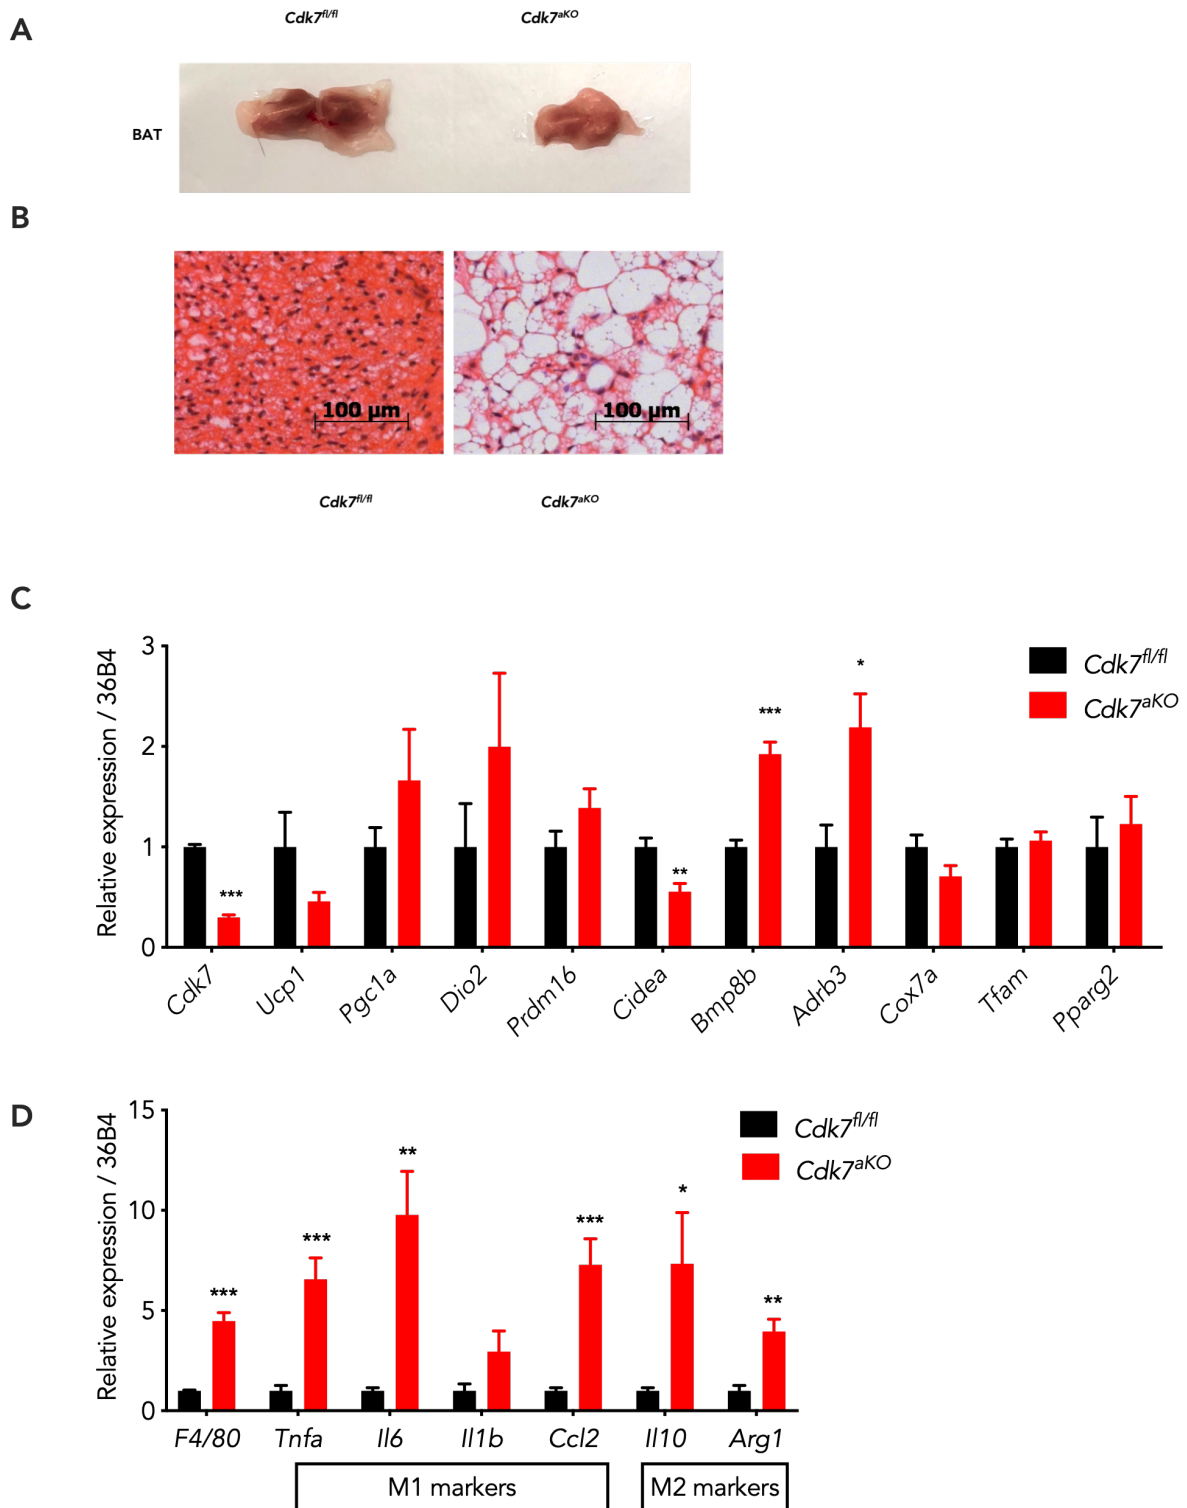 A
Cdk7fl/fl Cdk7aKO
BAT
B
100 µm 100 µm
Cdk7fl/fl Cdk7aKO
C
Relative expression / 36B4
3
2
1
0
*** ** *** *
Cdk7 Ucp1 Pgc1a Dio2 Prdm16 Cidea Bmp8b Adrb3 Cox7a Tfam Pparg2
Cdk7fl/fl
Cdk7aKO
D
Relative expression / 36B4
15
10
5
0
*** *** ** *** * **
F4/80 Tnfa Il6 Il1b Ccl2 Il10 Arg1
M1 markers M2 markers
Cdk7fl/fl
Cdk7aKO